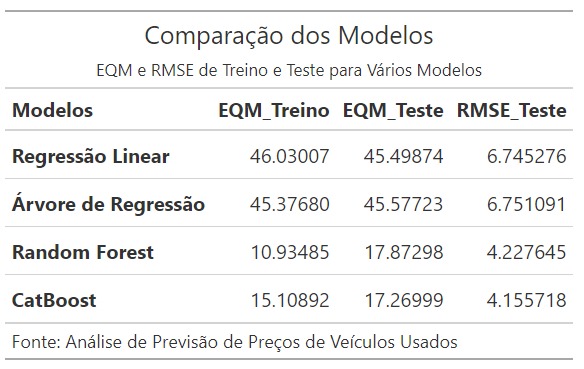 Comparação dos Modelos
EQM e RMSE de Treino e Teste para Vários Modelos
Modelos EQM_Treino EQM_Teste RMSE_Teste
Regressão Linear 46.03007 45.49874 6.745276
Árvore de Regressão 45.37680 45.57723 6.751091
Random Forest 10.93485 17.87298 4.227645
CatBoost 15.10892 17.26999 4.155718
Fonte: Análise de Previsão de Preços de Veículos Usados